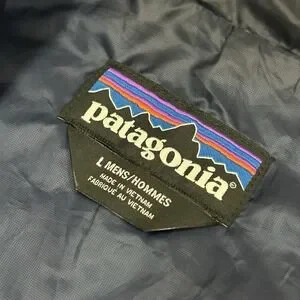 patagonia®
L MENS/HOMMES
MADE IN VIETNAM
FABRIQUÉ AU VIETNAM